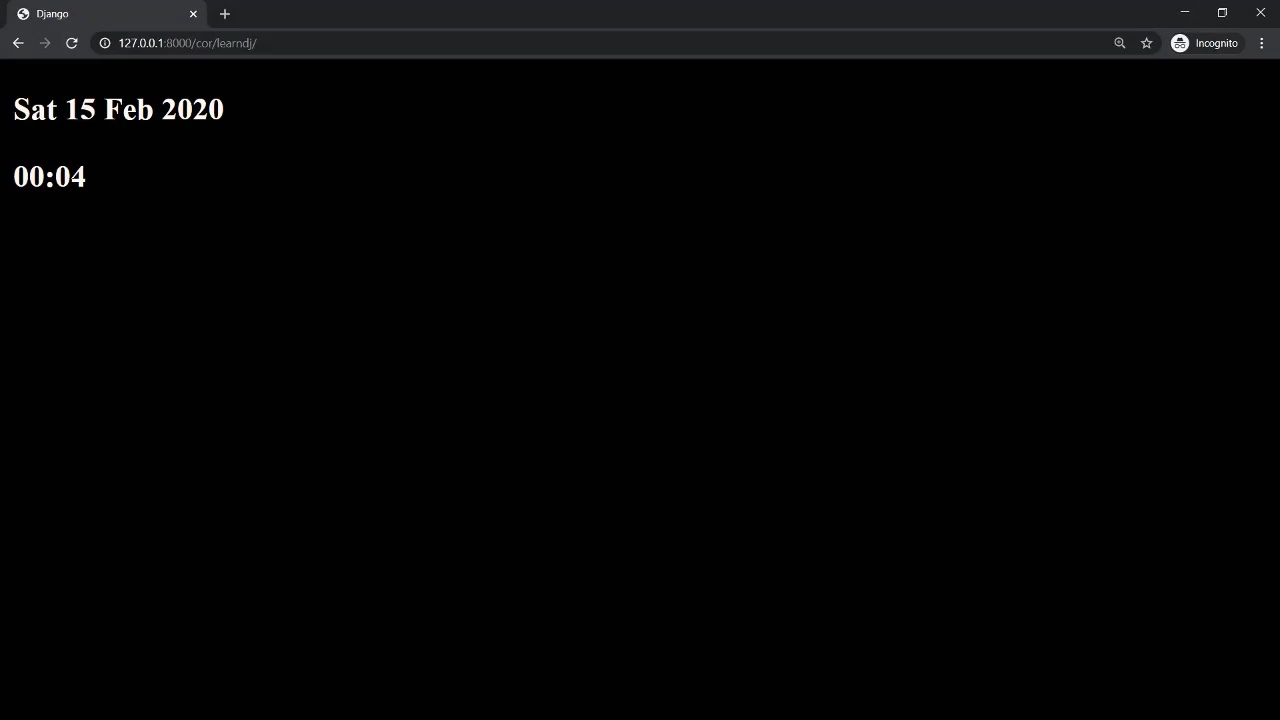 Django
127.0.0.1:8000/cor/learndj/
Incognito
Sat 15 Feb 2020
00:04